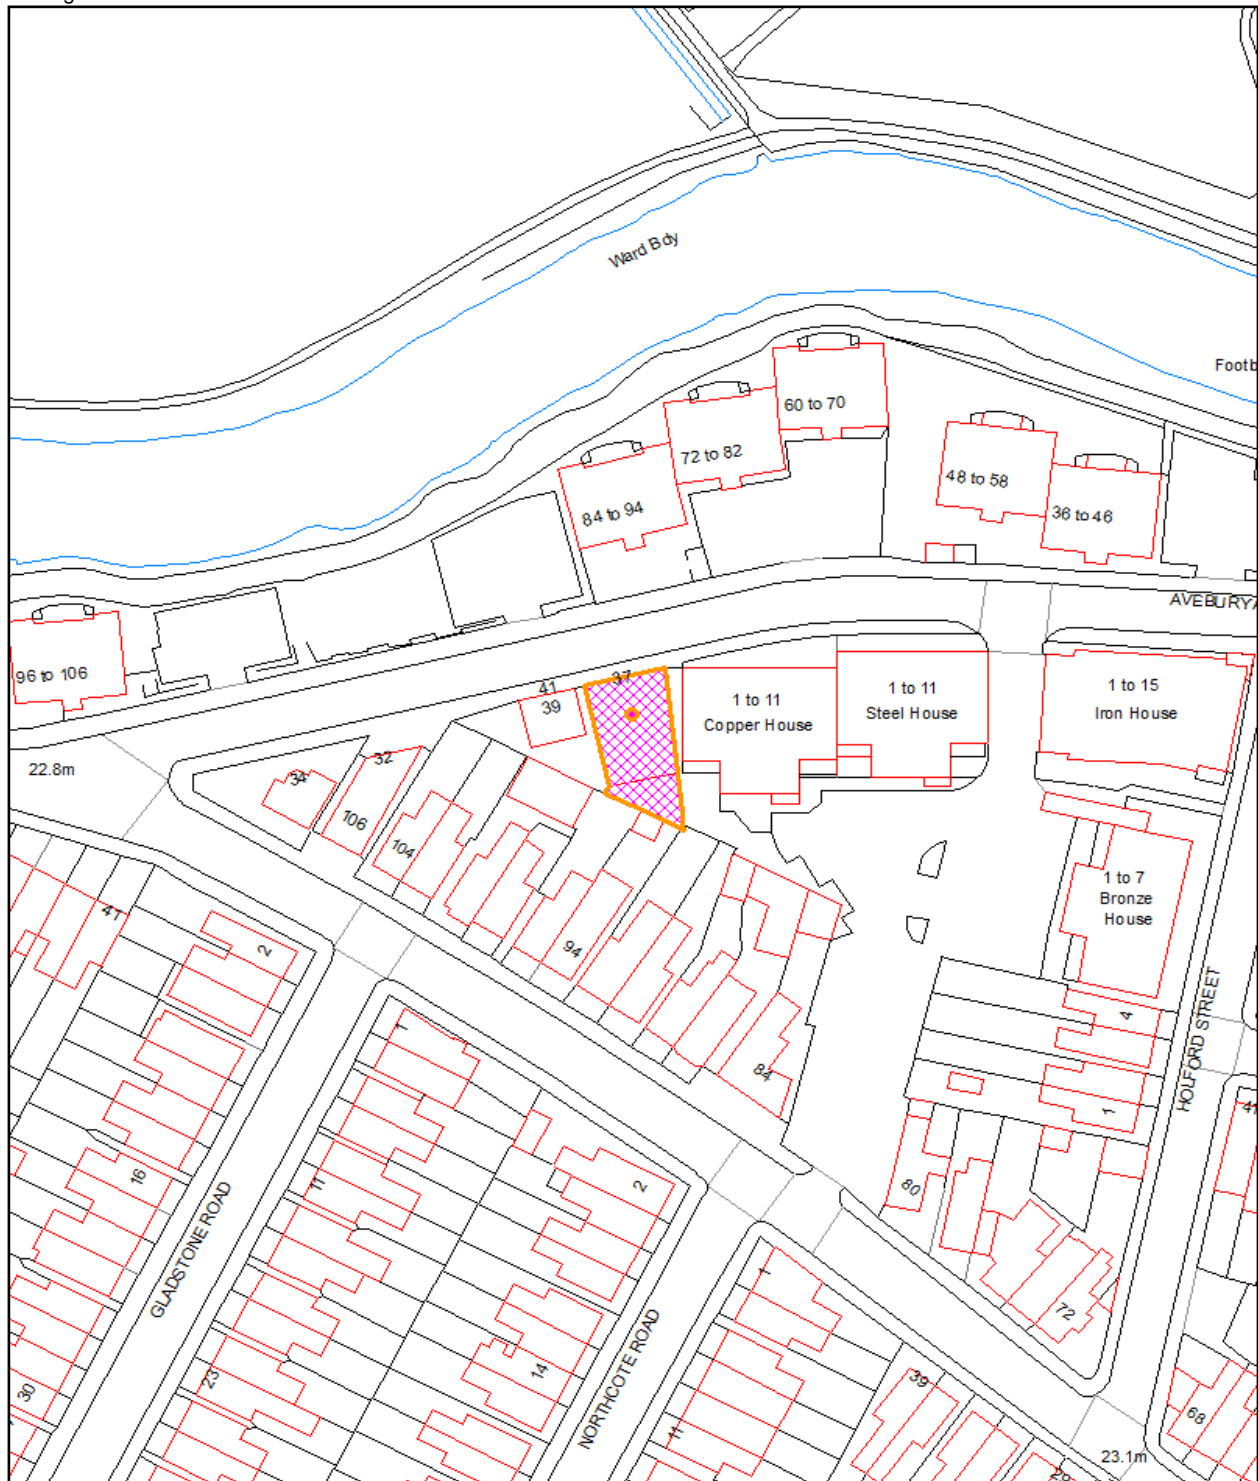 Ward Bdy
Footb
60 to 70
72 to 82
48 to 58
84 to 94
36 to 46
AVEBURY
96 to 106
37
41
39
1 to 11
Copper House
1 to 11
Steel House
1 to 15
Iron House
22.8m
34
32
106
104
94
84
1 to 7
Bronze
House
41
2
1
4
HOLFORD STREET
1
41
16
11
2
80
GLADSTONE ROAD
1
72
30
23
14
NORTHCOTE ROAD
11
39
68
23.1m